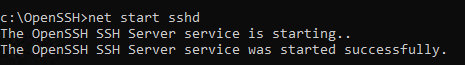 c:\OpenSSH>net start sshd
The OpenSSH SSH Server service is starting..
The OpenSSH SSH Server service was started successfully.